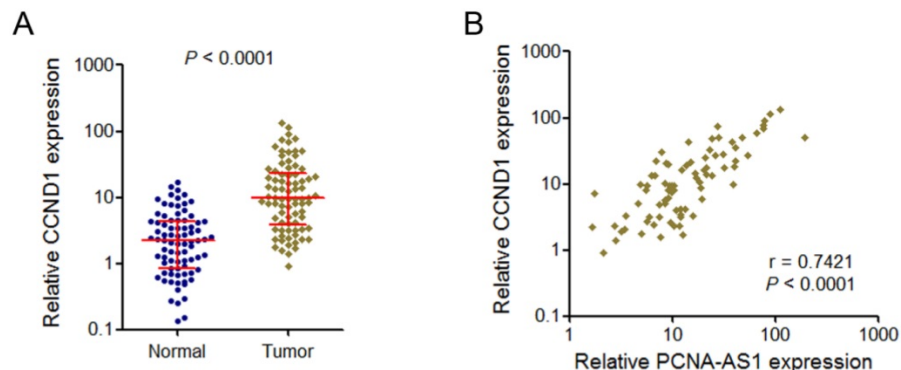 A
P < 0.0001
Relative CCND1 expression
1000
100
10
1
0.1
Normal Tumor
B
Relative CCND1 expression
1000
100
10
1
0.1
r = 0.7421
P < 0.0001
1 10 100 1000
Relative PCNA-AS1 expression